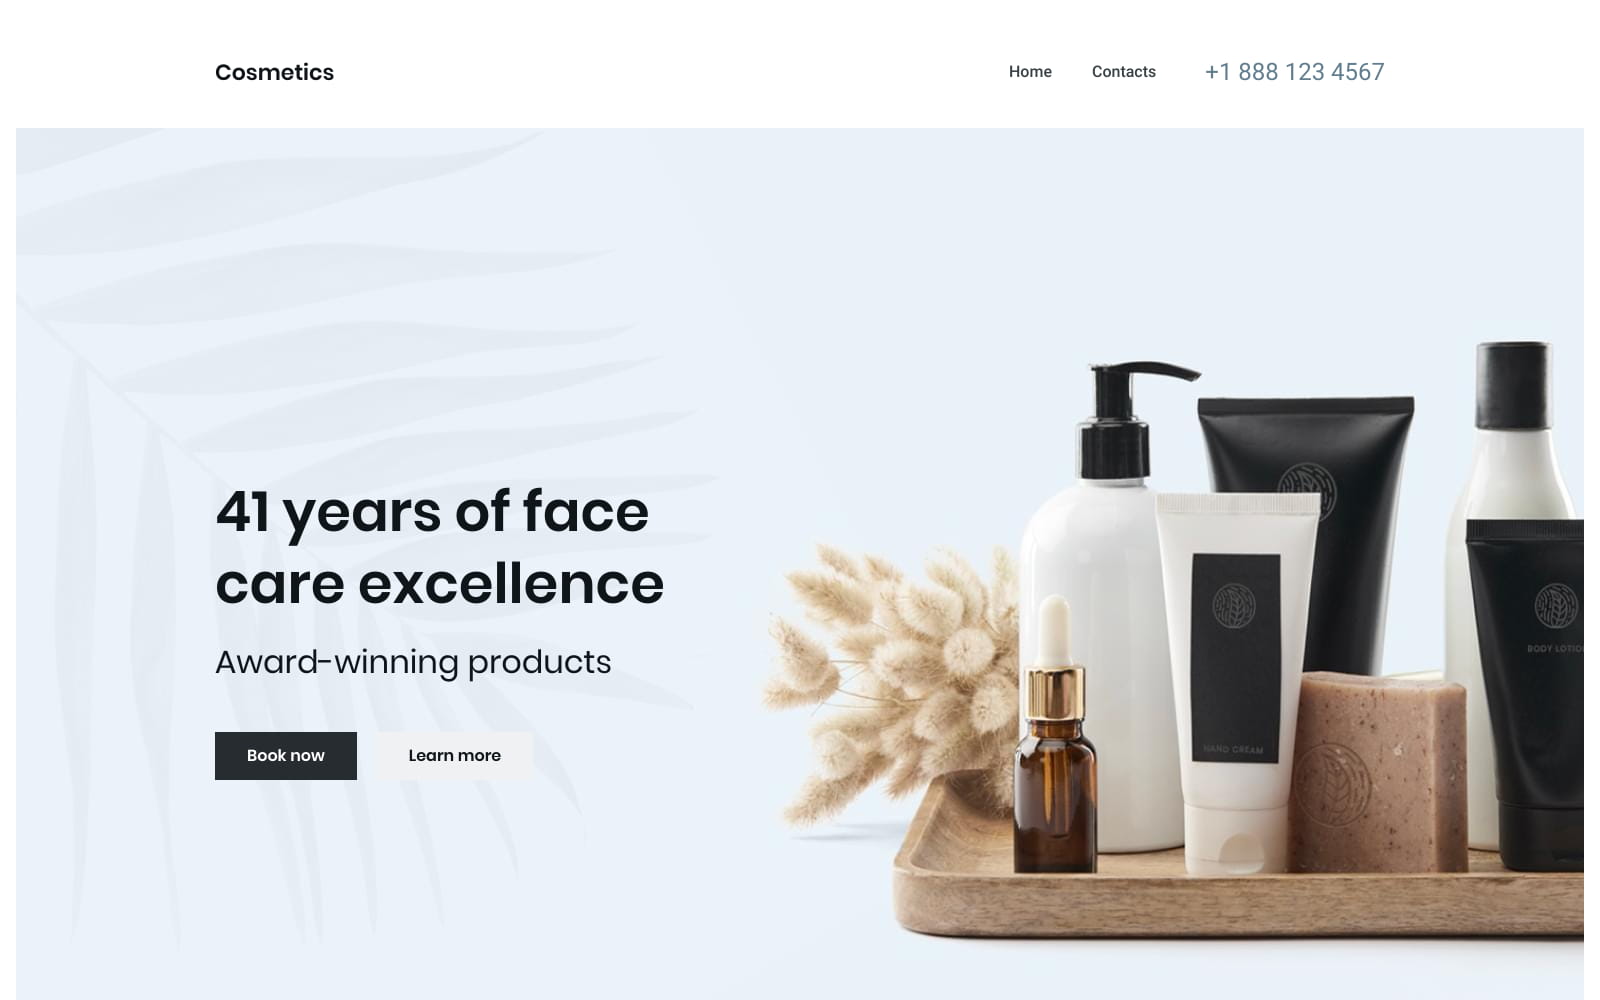 Cosmetics
Home
Contacts
+1 888 123 4567
41 years of face
care excellence
Award-winning products
Book now
Learn more
HAND CREAM
BODY LOTION